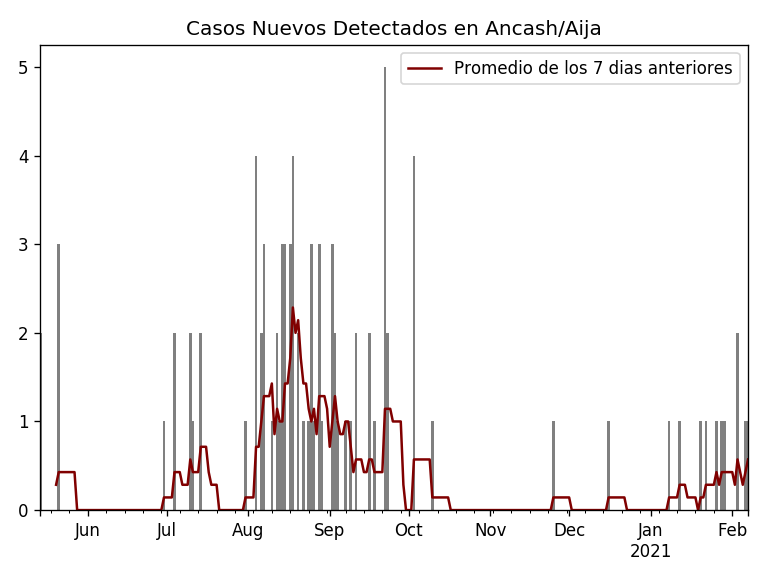 Casos Nuevos Detectados en Ancash/Aija
Promedio de los 7 dias anteriores
5
4
3
2
1
0
Jun Jul Aug Sep Oct Nov Dec Jan Feb
2021